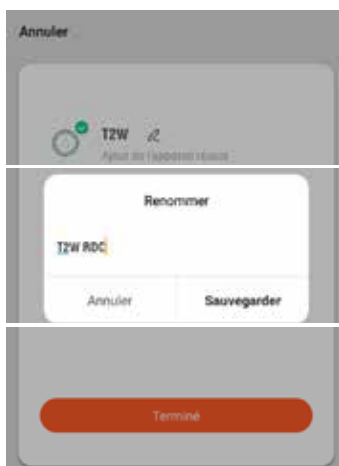 Annuler
T2W
Ajout de l'appareil réussi
Renommer
T2W RDC
Annuler
Sauvegarder
Terminé